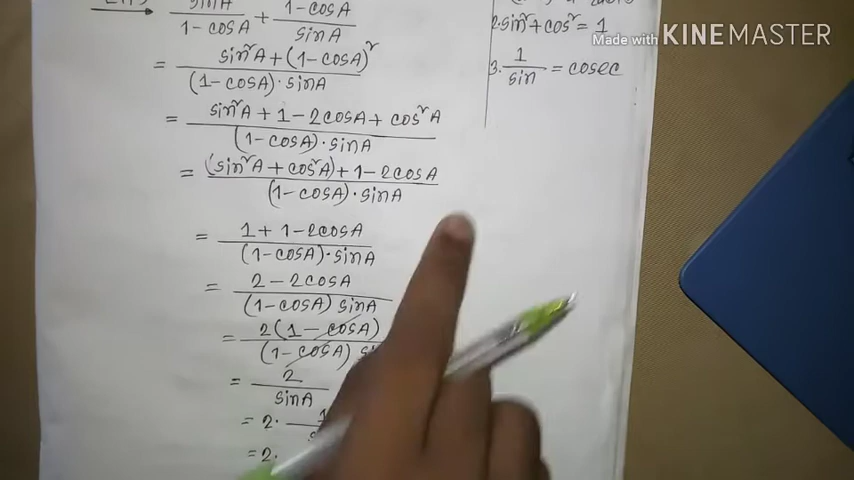 sinA/(1-cosA) + (1-cosA)/sinA
= (sin²A + (1-cosA)²)/((1-cosA)·sinA)
= (sin²A + 1 - 2cosA + cos²A)/((1-cosA)·sinA)
= ((sin²A + cos²A) + 1 - 2cosA)/((1-cosA)·sinA)
= (1 + 1 - 2cosA)/((1-cosA)·sinA)
= (2 - 2cosA)/((1-cosA) sinA)
= 2(1 - cosA)/((1-cosA)
= 2/sinA
= 2·
= 2·
2. sin² + cos² = 1
3. 1/sin = cosec
Made with KINEMASTER